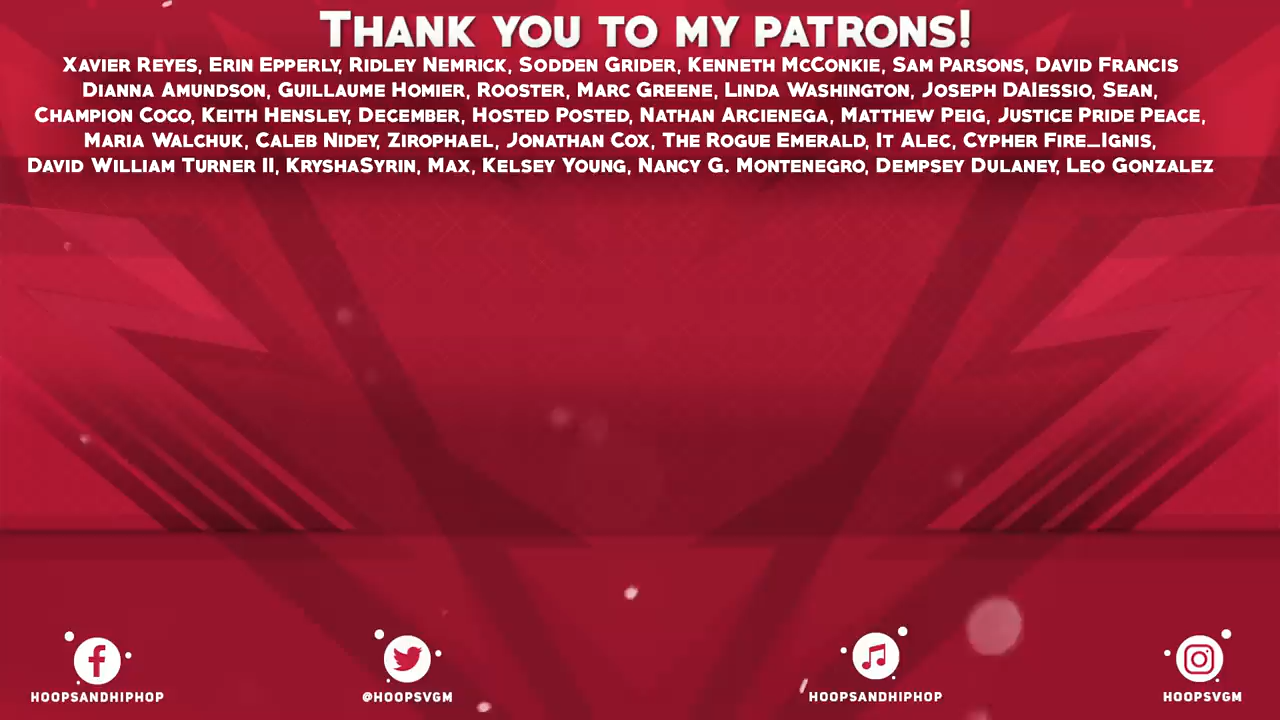 Thank you to my patrons!
Xavier Reyes, Erin Epperly, Ridley Nemrick, Sodden Grider, Kenneth McConkie, Sam Parsons, David Francis
Dianna Amundson, Guillaume Homier, Rooster, Marc Greene, Linda Washington, Joseph DAlessio, Sean,
Champion Coco, Keith Hensley, December, Hosted Posted, Nathan Arcienega, Matthew Peig, Justice Pride Peace,
Maria Walchuk, Caleb Nidey, Zirophael, Jonathan Cox, The Rogue Emerald, It Alec, Cypher Fire_Ignis,
David William Turner II, KryshaSyrin, Max, Kelsey Young, Nancy G. Montenegro, Dempsey Dulaney, Leo Gonzalez
HOOPSANDHIPHOP @HOOPSVGM HOOPSANDHIPHOP HOOPSVGM